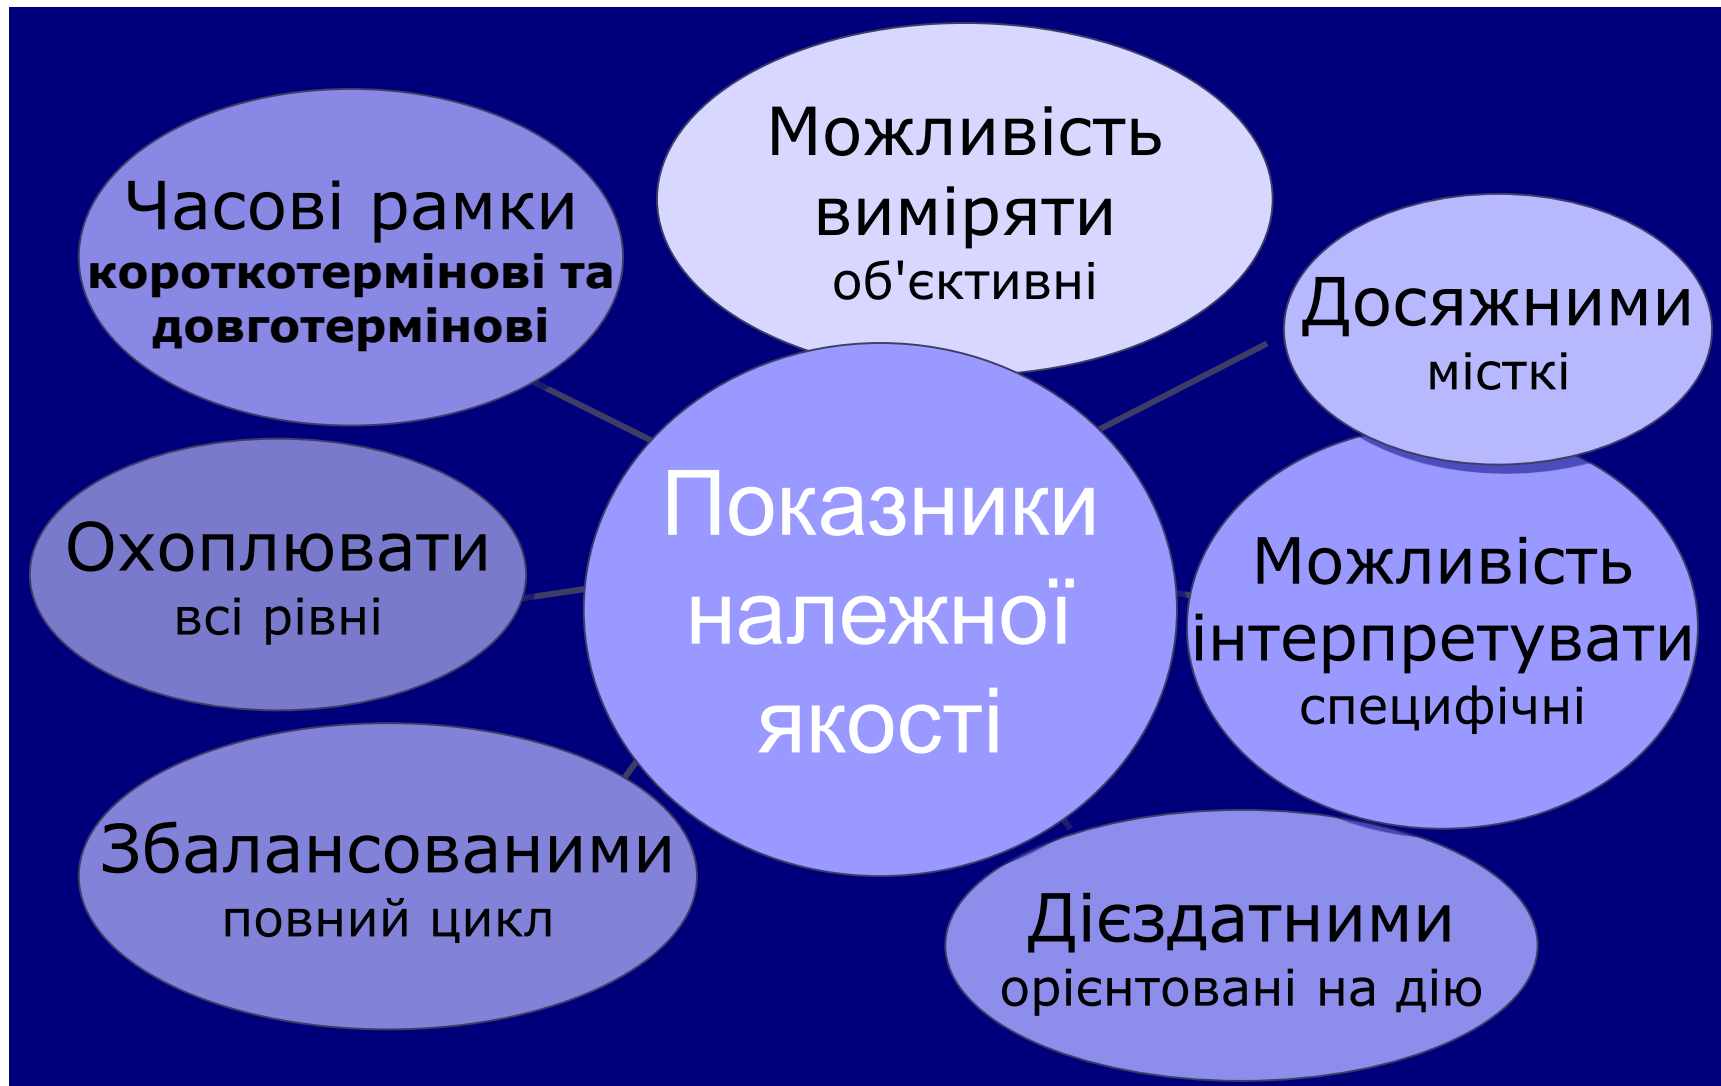 Можливість
виміряти
об'єктивні
Часові рамки
короткотермінові та
довготермінові
Досяжними
місткі
Показники
належної
якості
Охоплювати
всі рівні
Можливість
інтерпретувати
специфічні
Збалансованими
повний цикл
Дієздатними
орієнтовані на дію